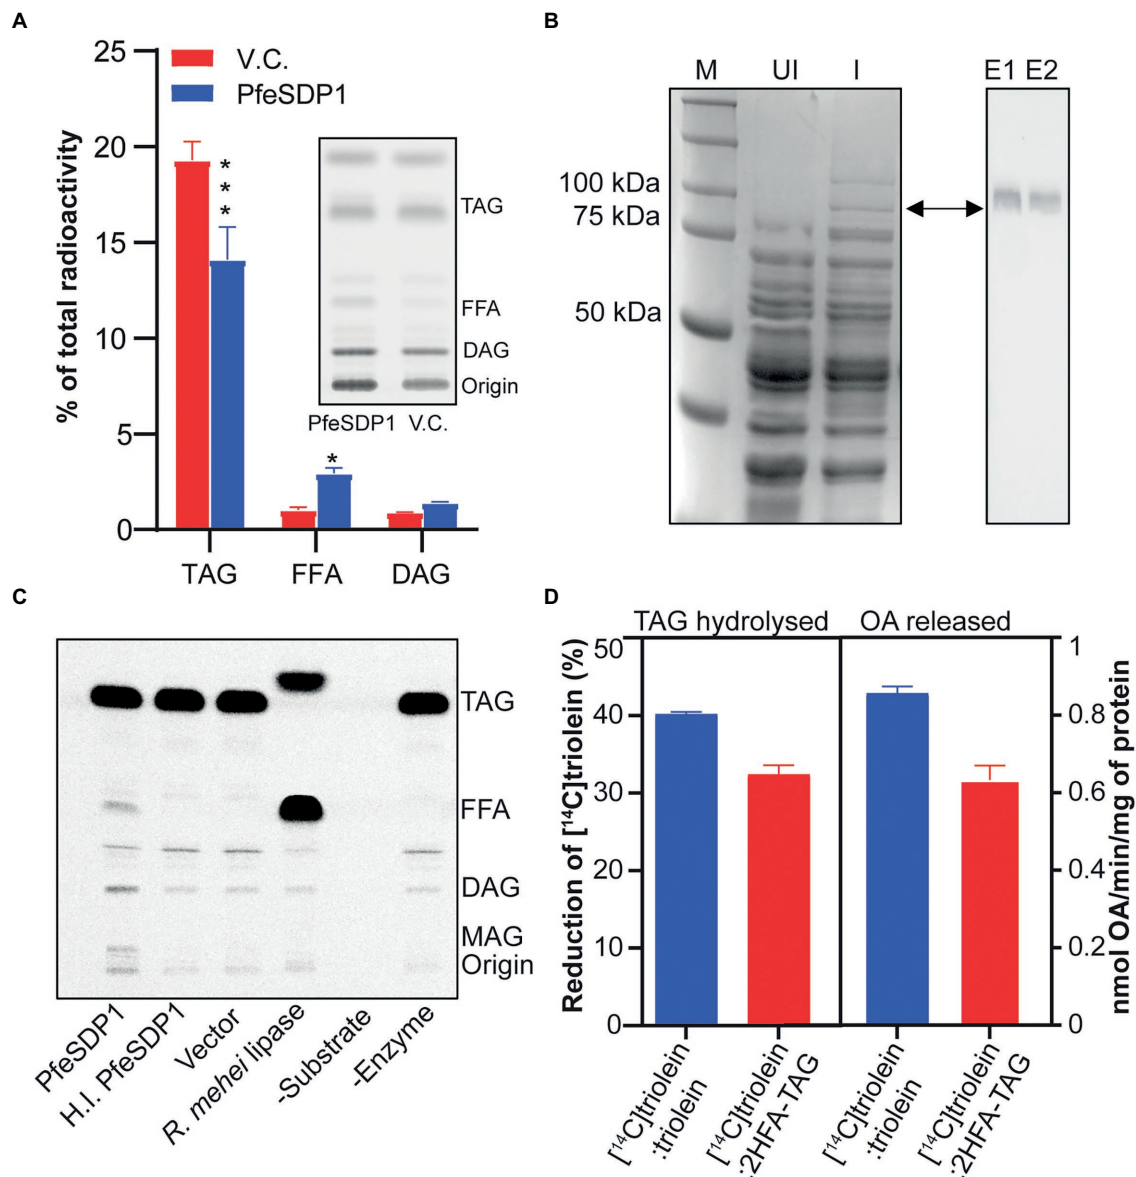 A
V.C.
PfeSDP1
25
20
15
10
5
0
% of total radioactivity
***
*
TAG
FFA
DAG
Origin
PfeSDP1 V.C.
TAG FFA DAG
B
M UI I
E1 E2
100 kDa
75 kDa
50 kDa
C
TAG
FFA
DAG
MAG
Origin
PfeSDP1
H.I. PfeSDP1
Vector
R. mehei lipase
-Substrate
-Enzyme
D
TAG hydrolysed
OA released
50
40
30
20
10
0
Reduction of [¹⁴C]triolein (%)
1
0.8
0.6
0.4
0.2
0
nmol OA/min/mg of protein
[¹⁴C]triolein
:triolein
[¹⁴C]triolein
:2HFA-TAG
[¹⁴C]triolein
:triolein
[¹⁴C]triolein
:2HFA-TAG